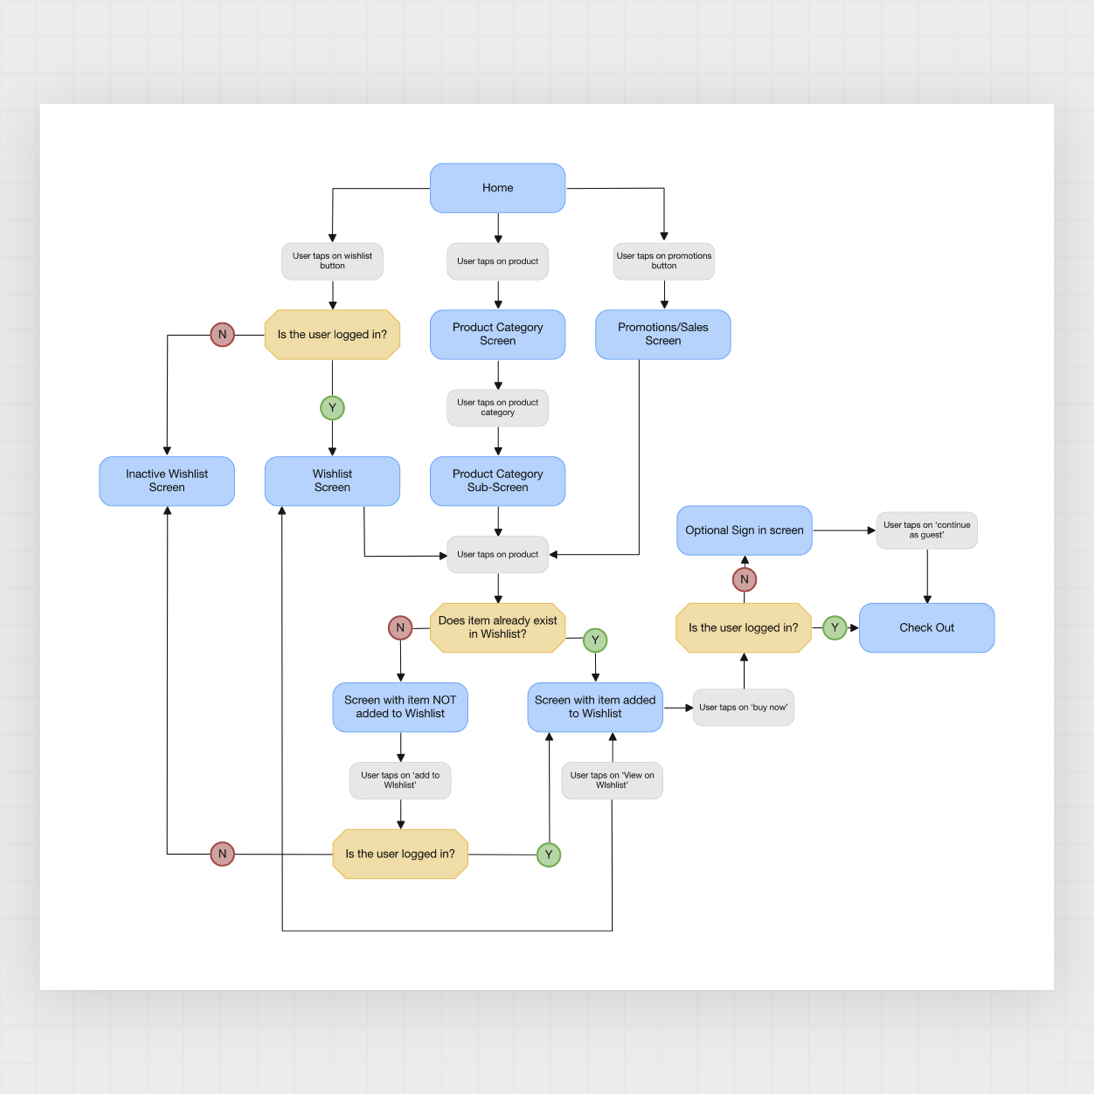 Home
User taps on wishlist
button
User taps on product
User taps on promotions
button
N
Is the user logged in?
Product Category
Screen
Promotions/Sales
Screen
Y
User taps on product
category
Inactive Wishlist
Screen
Wishlist
Screen
Product Category
Sub-Screen
Optional Sign in screen
User taps on ‘continue
as guest’
User taps on product
N
N
Does item already exist
in Wishlist?
Y
Is the user logged in?
Y
Check Out
Screen with item NOT
added to Wishlist
Screen with item added
to Wishlist
User taps on ‘buy now’
User taps on ‘add to
WIshlist’
User taps on ‘View on
WIshlist’
N
Is the user logged in?
Y